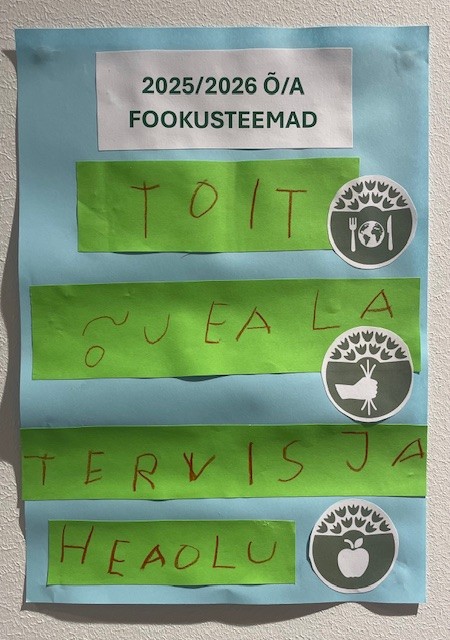 2025/2026 Õ/A
FOOKUSTEEMAD
TOIT
ÕUEALA
TERVIS JA
HEAOLU